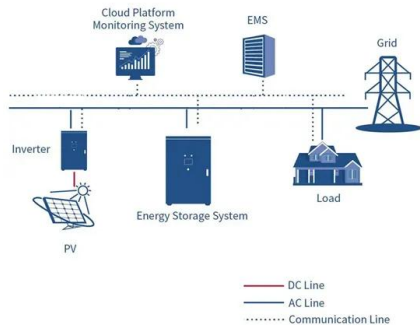 Cloud Platform
Monitoring System
EMS
Grid
Inverter
Energy Storage System
Load
PV
DC Line
AC Line
Communication Line